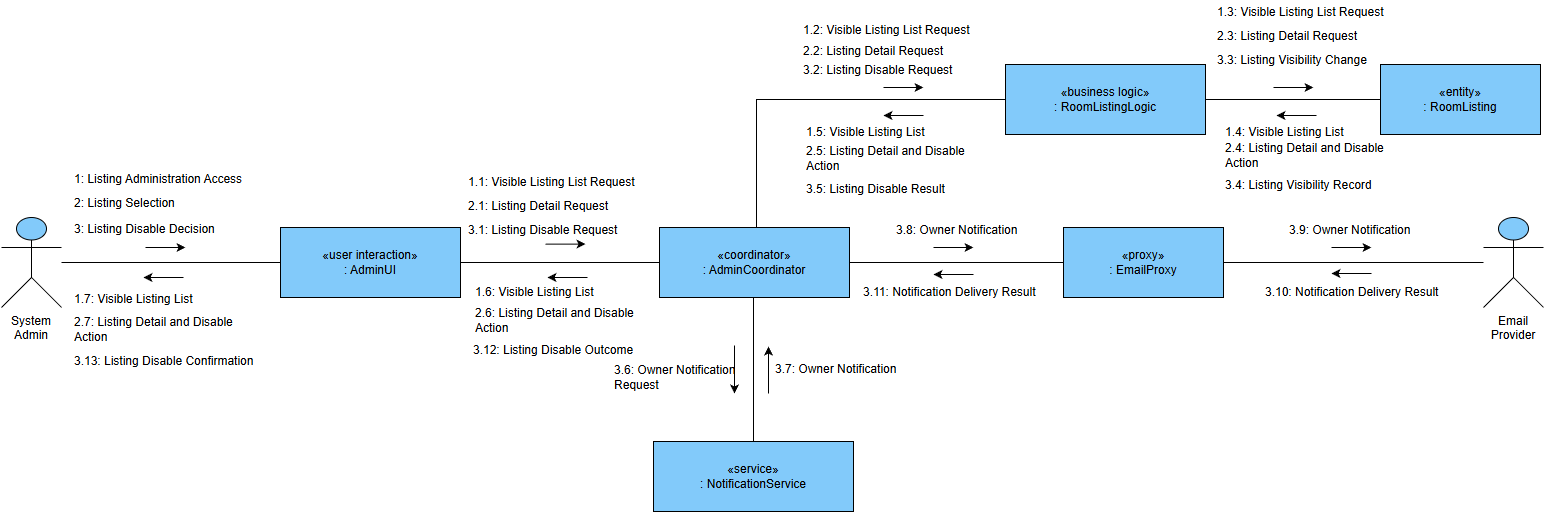 1.3: Visible Listing List Request
2.3: Listing Detail Request
3.3: Listing Visibility Change
1.2: Visible Listing List Request
2.2: Listing Detail Request
3.2: Listing Disable Request
«business logic»
: RoomListingLogic
«entity»
: RoomListing
1.5: Visible Listing List
2.5: Listing Detail and Disable
Action
3.5: Listing Disable Result
1.4: Visible Listing List
2.4: Listing Detail and Disable
Action
3.4: Listing Visibility Record
1: Listing Administration Access
2: Listing Selection
3: Listing Disable Decision
1.1: Visible Listing List Request
2.1: Listing Detail Request
3.1: Listing Disable Request
3.8: Owner Notification
3.9: Owner Notification
«user interaction»
: AdminUI
«coordinator»
: AdminCoordinator
«proxy»
: EmailProxy
System
Admin
Email
Provider
1.7: Visible Listing List
2.7: Listing Detail and Disable
Action
3.13: Listing Disable Confirmation
1.6: Visible Listing List
2.6: Listing Detail and Disable
Action
3.12: Listing Disable Outcome
3.11: Notification Delivery Result
3.10: Notification Delivery Result
3.6: Owner Notification
Request
3.7: Owner Notification
«service»
: NotificationService